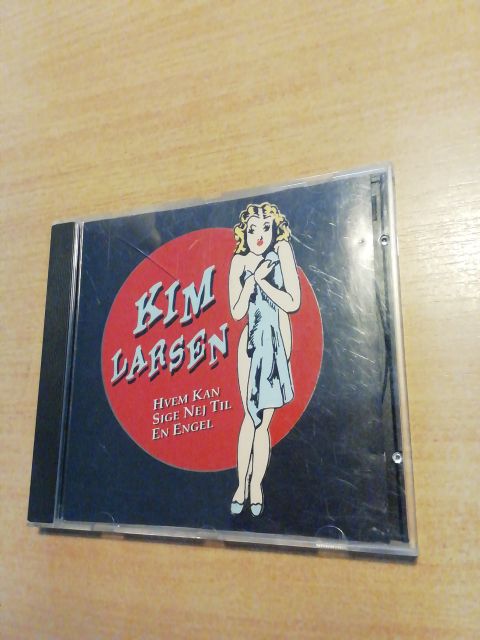 KIM
LARSEN
HVEM KAN
SIGE NEJ TIL
EN ENGEL